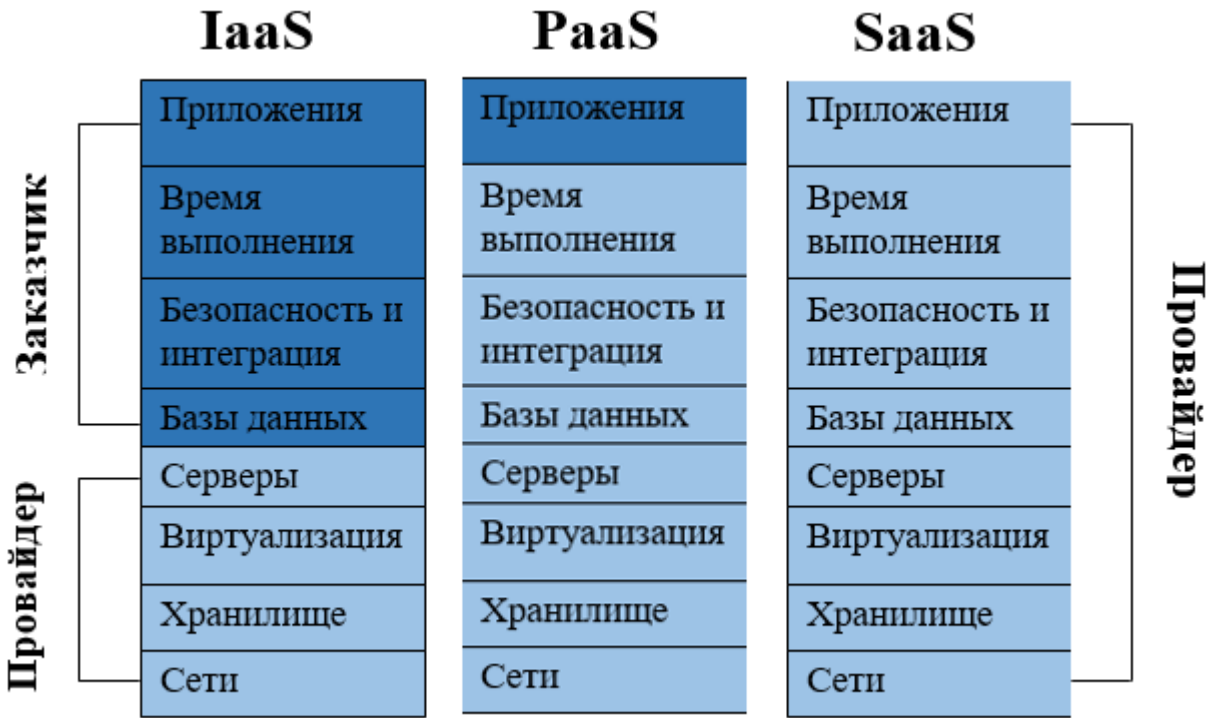 IaaS
PaaS
SaaS
Заказчик
Провайдер
Приложения
Время
выполнения
Безопасность и
интеграция
Базы данных
Серверы
Виртуализация
Хранилище
Сети
Приложения
Время
выполнения
Безопасность и
интеграция
Базы данных
Серверы
Виртуализация
Хранилище
Сети
Приложения
Время
выполнения
Безопасность и
интеграция
Базы данных
Серверы
Виртуализация
Хранилище
Сети
Провайдер